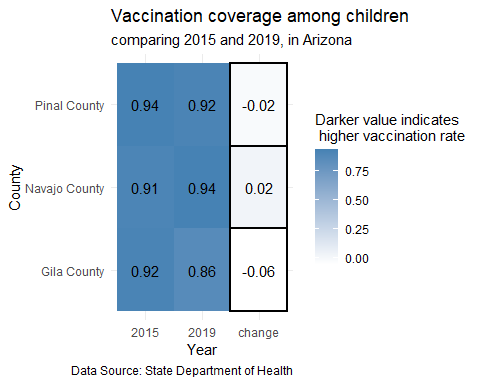 Vaccination coverage among children
comparing 2015 and 2019, in Arizona
County
Pinal County 0.94 0.92 -0.02
Navajo County 0.91 0.94 0.02
Gila County 0.92 0.86 -0.06
2015 2019 change
Year
Darker value indicates
higher vaccination rate
0.75
0.50
0.25
0.00
Data Source: State Department of Health